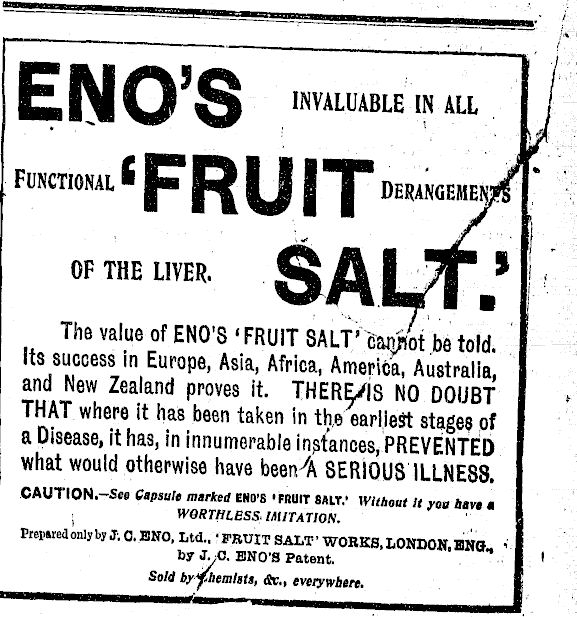 ENO'S
INVALUABLE IN ALL
FUNCTIONAL
'FRUIT
DERANGEMENTS
OF THE LIVER.
SALT.'
The value of ENO'S 'FRUIT SALT' cannot be told.
Its success in Europe, Asia, Africa, America, Australia,
and New Zealand proves it. THERE IS NO DOUBT
THAT where it has been taken in the earliest stages of
a Disease, it has, in innumerable instances, PREVENTED
what would otherwise have been A SERIOUS ILLNESS.
CAUTION.—See Capsule marked ENO'S 'FRUIT SALT.' Without it you have a
WORTHLESS IMITATION.
Prepared only by J. C. ENO, Ltd., 'FRUIT SALT' WORKS, LONDON, ENG.,
by J. C. ENO'S Patent.
Sold by Chemists, &c., everywhere.